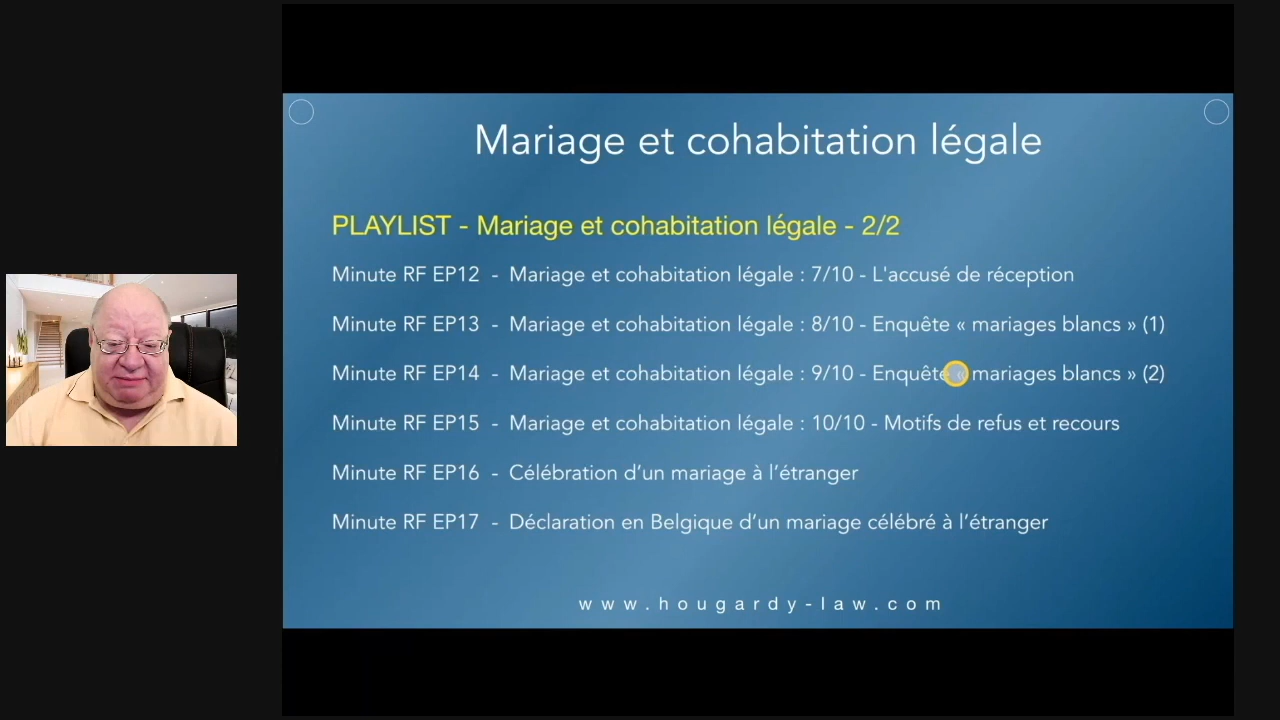 Mariage et cohabitation légale
PLAYLIST - Mariage et cohabitation légale - 2/2
Minute RF EP12 - Mariage et cohabitation légale : 7/10 - L'accusé de réception
Minute RF EP13 - Mariage et cohabitation légale : 8/10 - Enquête « mariages blancs » (1)
Minute RF EP14 - Mariage et cohabitation légale : 9/10 - Enquête « mariages blancs » (2)
Minute RF EP15 - Mariage et cohabitation légale : 10/10 - Motifs de refus et recours
Minute RF EP16 - Célébration d’un mariage à l’étranger
Minute RF EP17 - Déclaration en Belgique d’un mariage célébré à l’étranger
www.hougardy-law.com